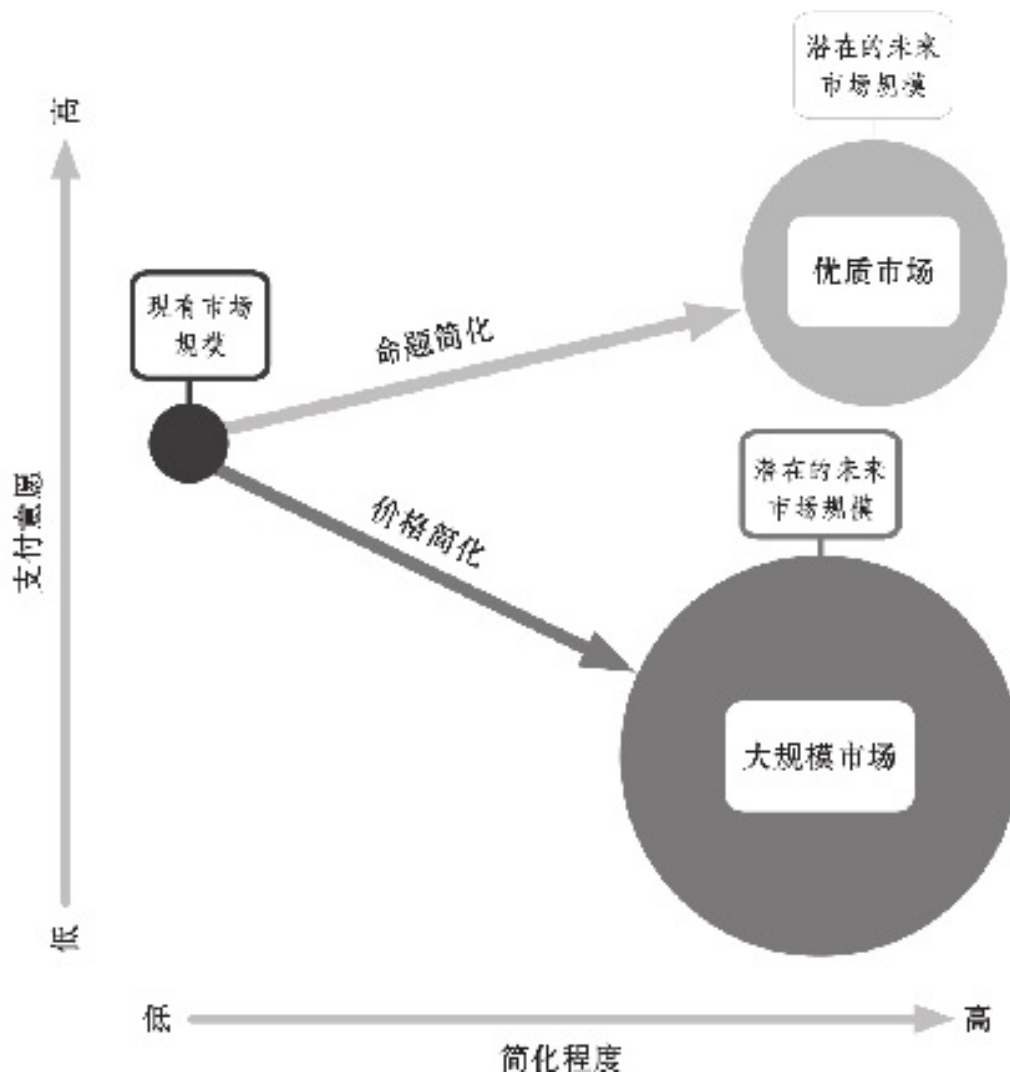 潜在的未来
市场规模
高
优质市场
现有市场
规模
命题简化
潜在的未来
市场规模
价格简化
支付意愿
大规模市场
低
低
高
简化程度